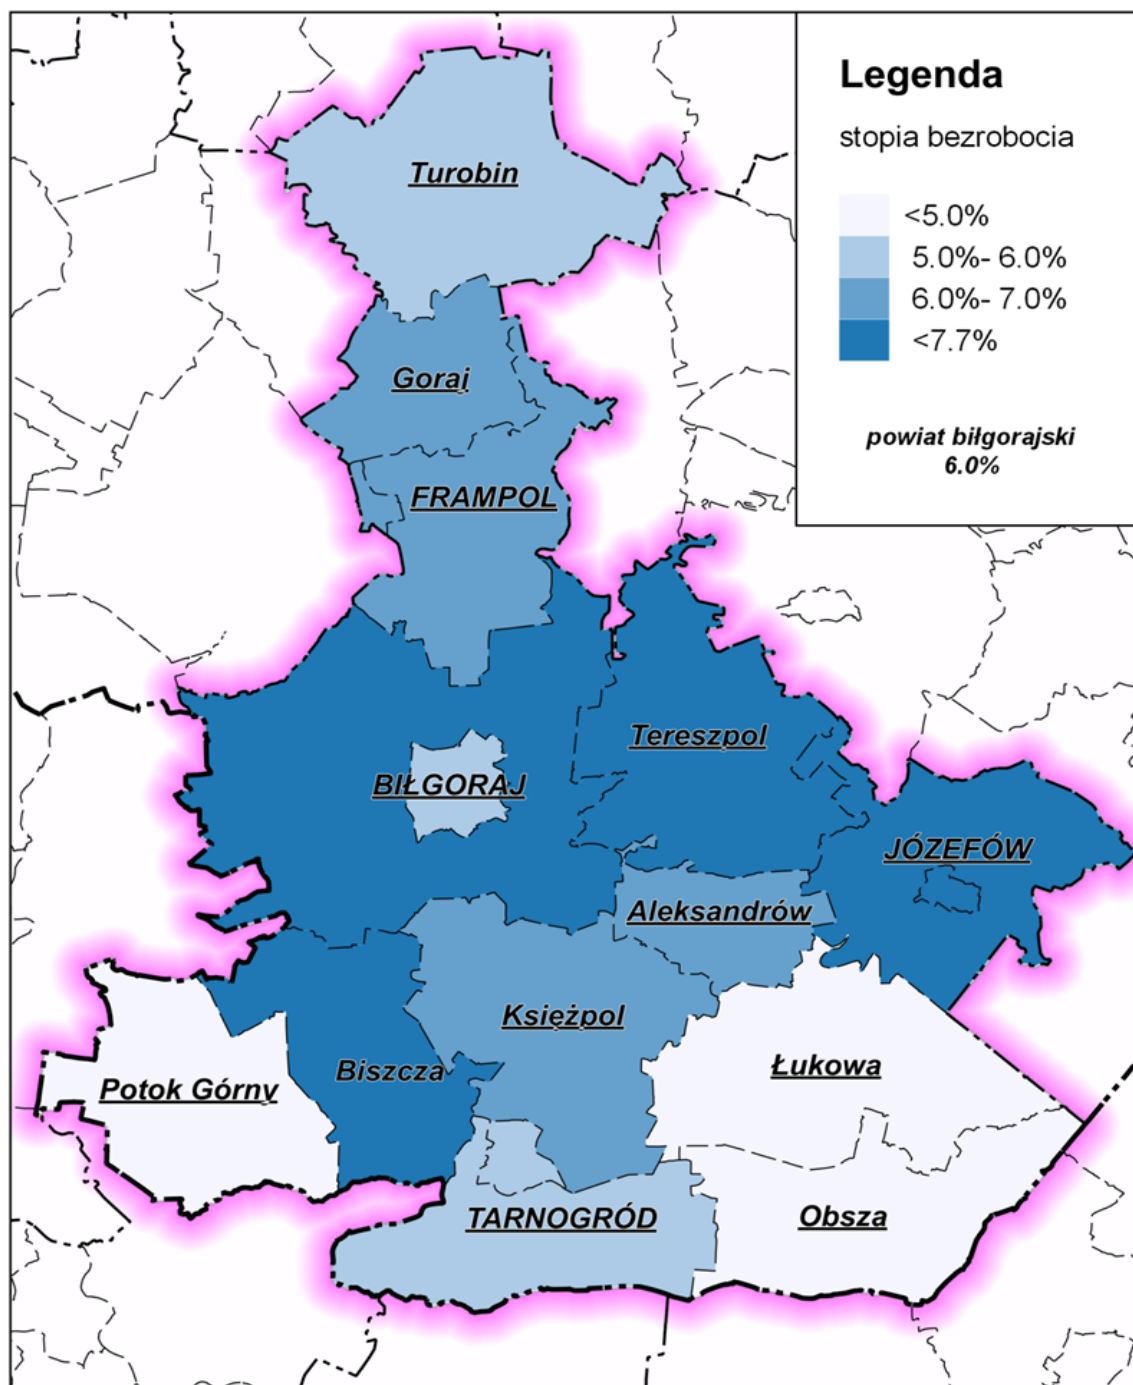 Legenda
stopia bezrobocia
<5.0%
5.0%- 6.0%
6.0%- 7.0%
<7.7%
powiat biłgorajski
6.0%
Turobin
Goraj
FRAMPOL
Tereszpol
BIŁGORAJ
JÓZEFÓW
Aleksandrów
Księżpol
Biszcza
Łukowa
Potok Górny
TARNOGRÓD
Obsza